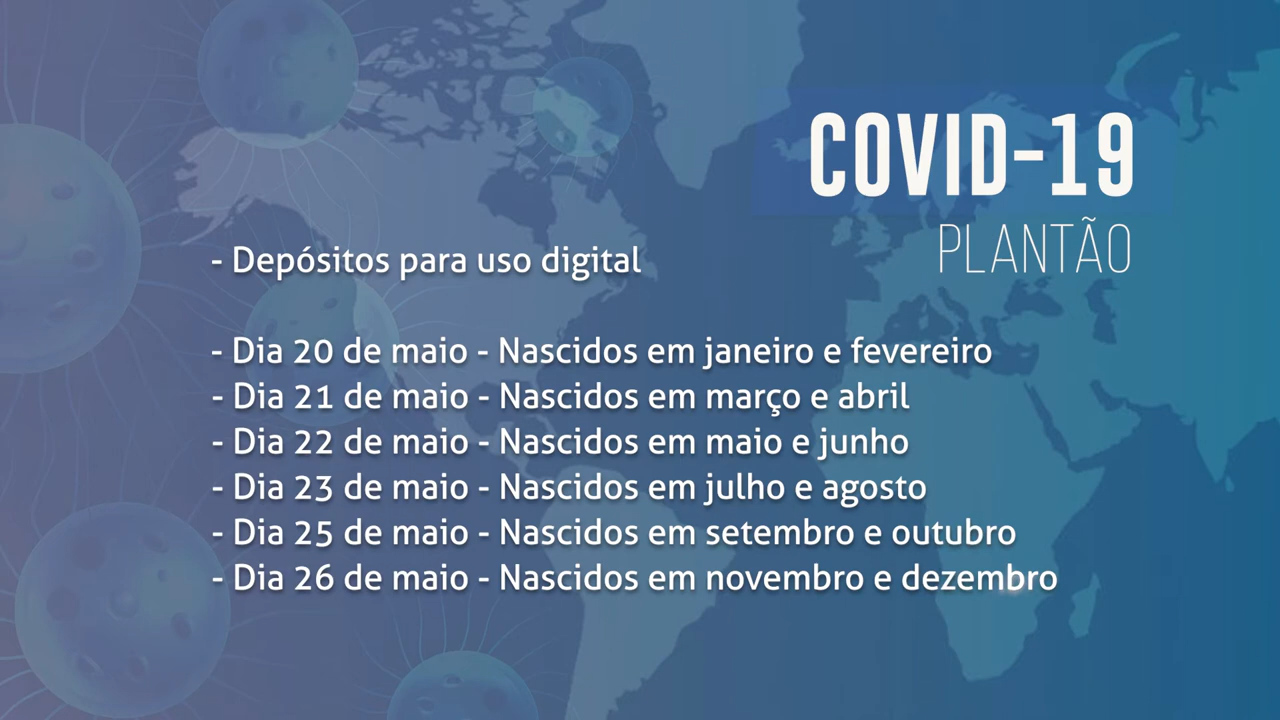 COVID-19
PLANTÃO
- Depósitos para uso digital
- Dia 20 de maio - Nascidos em janeiro e fevereiro
- Dia 21 de maio - Nascidos em março e abril
- Dia 22 de maio - Nascidos em maio e junho
- Dia 23 de maio - Nascidos em julho e agosto
- Dia 25 de maio - Nascidos em setembro e outubro
- Dia 26 de maio - Nascidos em novembro e dezembro